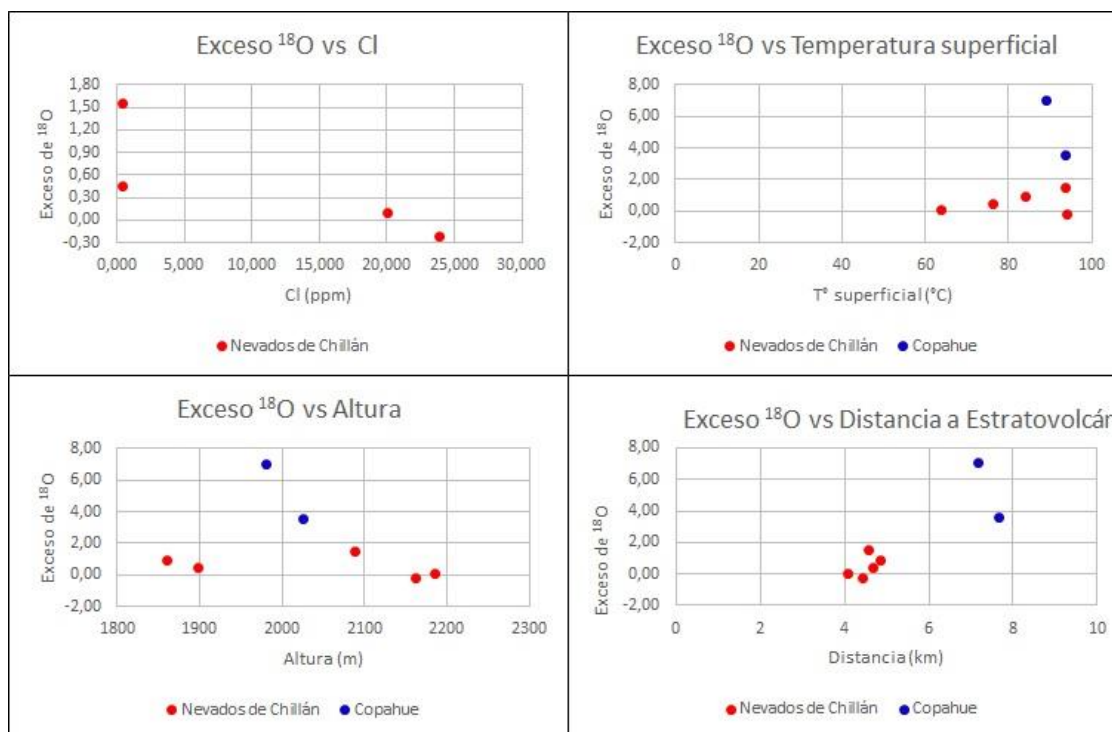 Exceso ¹⁸O vs Cl
1,80
1,50
1,20
0,90
0,60
0,30
0,00
-0,30
Exceso de ¹⁸O
0,000 5,000 10,000 15,000 20,000 25,000 30,000
Cl (ppm)
Nevados de Chillán
Exceso ¹⁸O vs Temperatura superficial
8,00
6,00
4,00
2,00
0,00
-2,00
Exceso de ¹⁸O
0 20 40 60 80 100
T° superficial (°C)
Nevados de Chillán Copahue
Exceso ¹⁸O vs Altura
8,00
6,00
4,00
2,00
0,00
-2,00
Exceso de ¹⁸O
1800 1900 2000 2100 2200 2300
Altura (m)
Nevados de Chillán Copahue
Exceso ¹⁸O vs Distancia a Estratovolcán
8,00
6,00
4,00
2,00
0,00
-2,00
Exceso de ¹⁸O
0 2 4 6 8 10
Distancia (km)
Nevados de Chillán Copahue